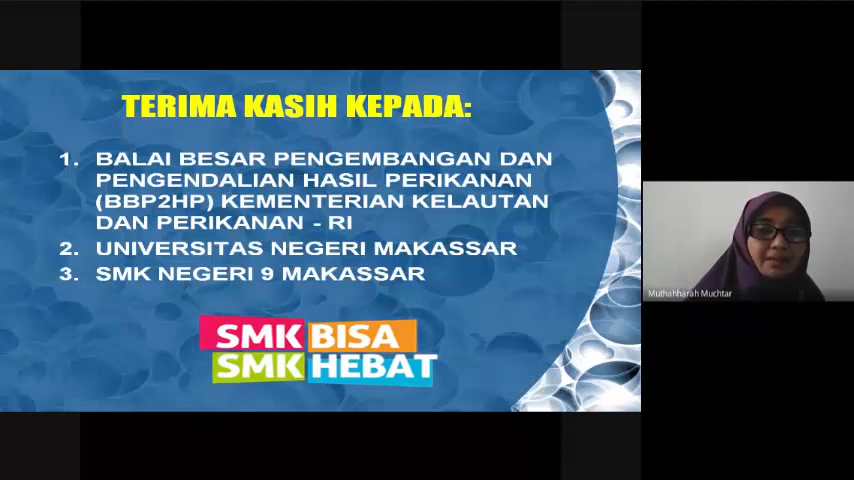 TERIMA KASIH KEPADA:
1. BALAI BESAR PENGEMBANGAN DAN
PENGENDALIAN HASIL PERIKANAN
(BBP2HP) KEMENTERIAN KELAUTAN
DAN PERIKANAN - RI
2. UNIVERSITAS NEGERI MAKASSAR
3. SMK NEGERI 9 MAKASSAR
SMK BISA
SMK HEBAT
Muthahharah Muchtar